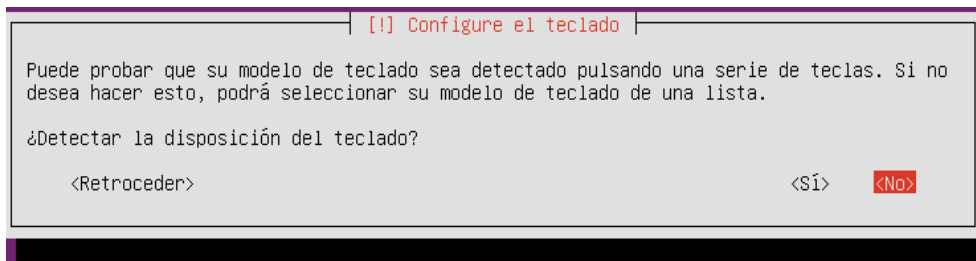 [!] Configure el teclado
Puede probar que su modelo de teclado sea detectado pulsando una serie de teclas. Si no
desea hacer esto, podrá seleccionar su modelo de teclado de una lista.
¿Detectar la disposición del teclado?
<Retroceder> <Sí> <No>